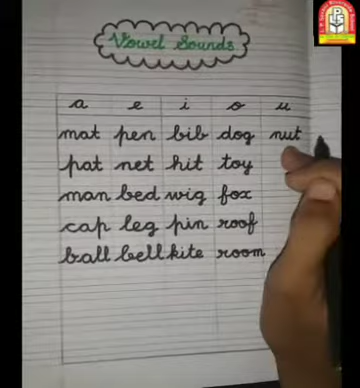 Vowel Sounds
a e i o u
mat pen bib dog nut
pat net hit toy
man bed wig fox
cap leg pin roof
ball bell kite room